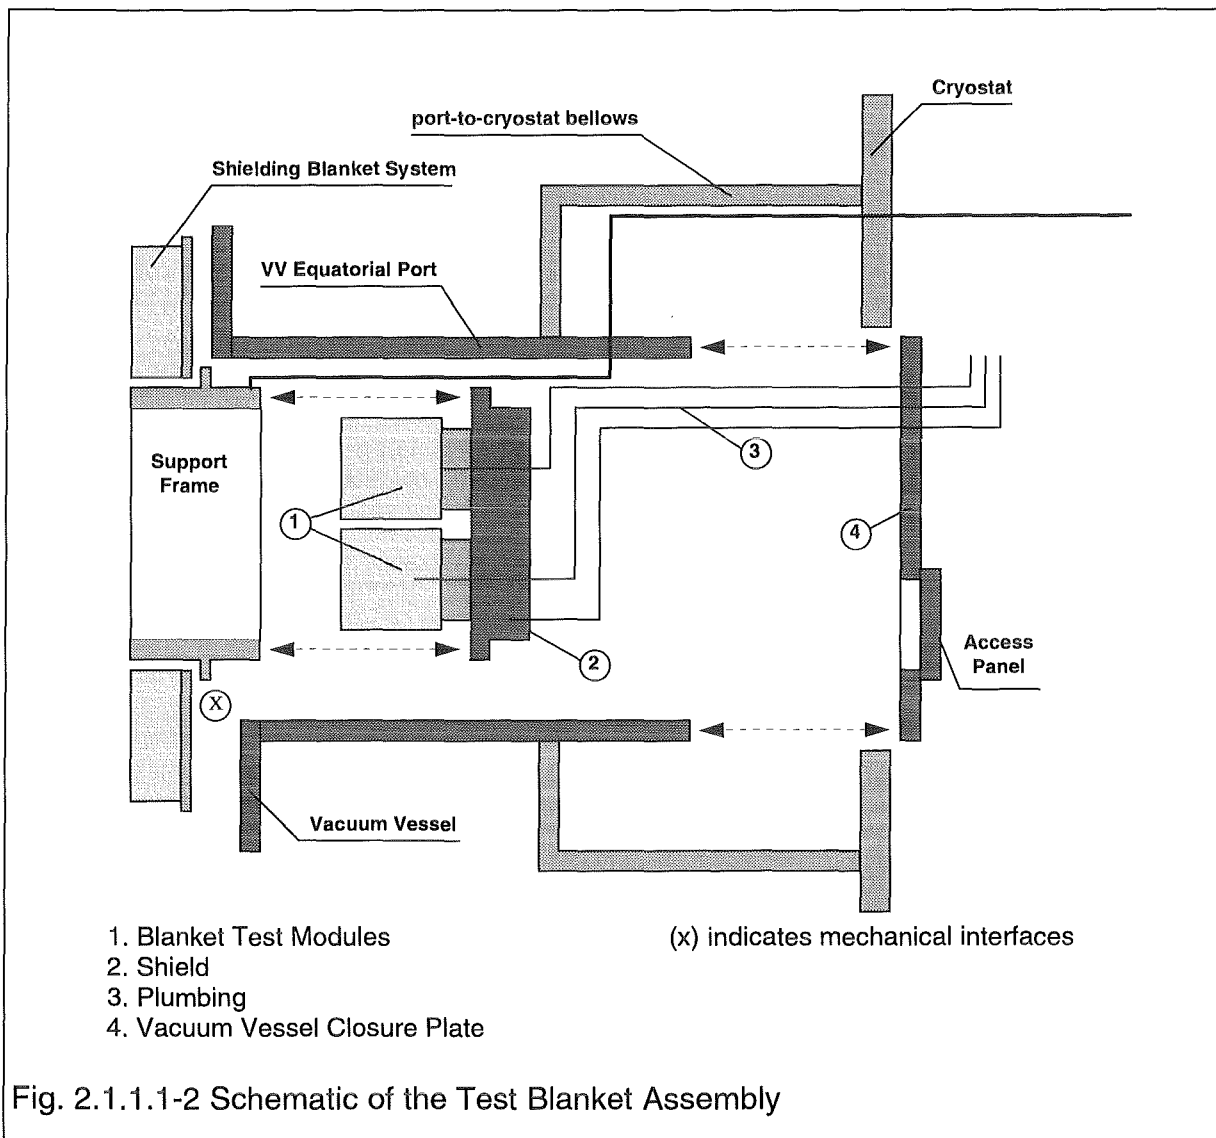 Cryostat
port-to-cryostat bellows
Shielding Blanket System
VV Equatorial Port
Support
Frame
1
3
4
2
Access
Panel
X
Vacuum Vessel
1. Blanket Test Modules
2. Shield
3. Plumbing
4. Vacuum Vessel Closure Plate
(x) indicates mechanical interfaces
Fig. 2.1.1.1-2 Schematic of the Test Blanket Assembly